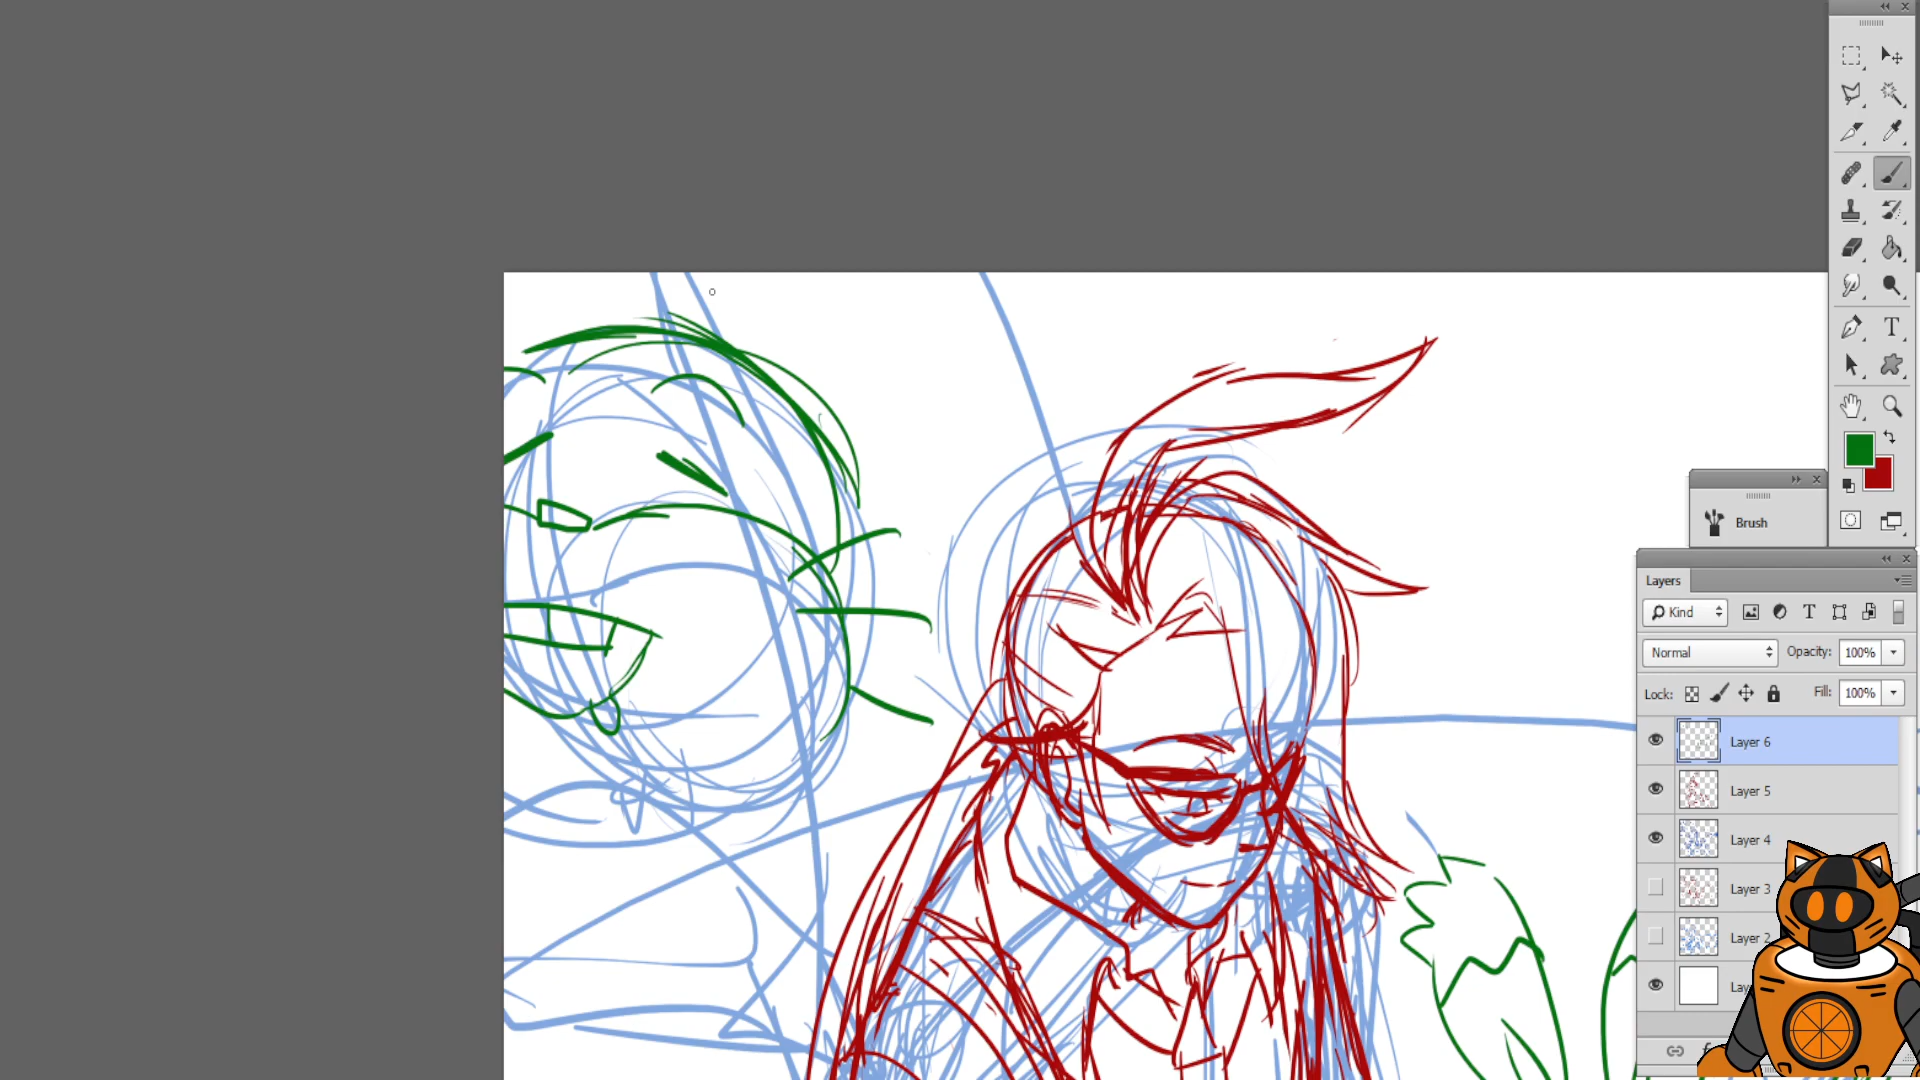 Brush
Layers
Kind
Normal
Opacity: 100%
Lock:
Fill: 100%
Layer 6
Layer 5
Layer 4
Layer 3
Layer 2